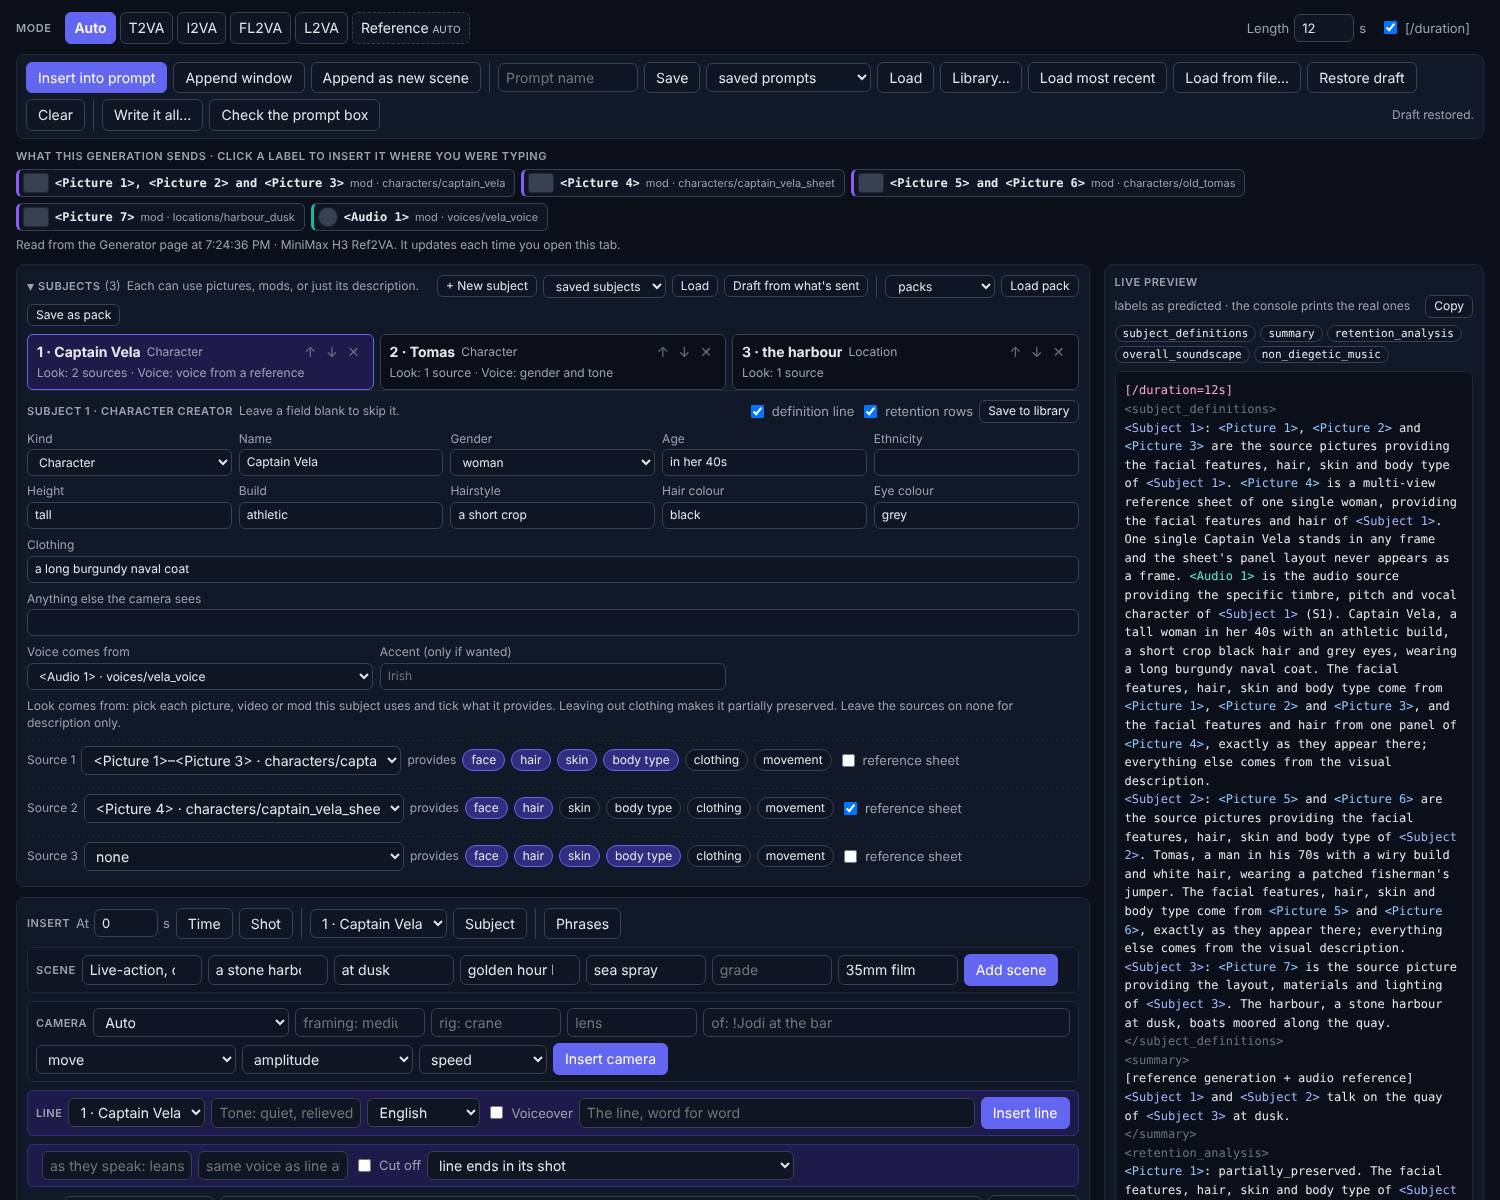 MODE Auto T2VA I2VA FL2VA L2VA Reference AUTO Length 12 s [/duration]
Insert into prompt Append window Append as new scene Prompt name Save saved prompts Load Library... Load most recent Load from file... Restore draft
Clear Write it all... Check the prompt box Draft restored.
WHAT THIS GENERATION SENDS · CLICK A LABEL TO INSERT IT WHERE YOU WERE TYPING
<Picture 1>, <Picture 2> and <Picture 3> mod · characters/captain_vela <Picture 4> mod · characters/captain_vela_sheet <Picture 5> and <Picture 6> mod · characters/old_tomas
<Picture 7> mod · locations/harbour_dusk <Audio 1> mod · voices/vela_voice
Read from the Generator page at 7:24:36 PM · MiniMax H3 Ref2VA. It updates each time you open this tab.
▾ SUBJECTS (3) Each can use pictures, mods, or just its description. + New subject saved subjects Load Draft from what's sent packs Load pack
Save as pack
1 · Captain Vela Character ↑ ↓ ×
Look: 2 sources · Voice: voice from a reference
2 · Tomas Character ↑ ↓ ×
Look: 1 source · Voice: gender and tone
3 · the harbour Location ↑ ↓ ×
Look: 1 source
SUBJECT 1 · CHARACTER CREATOR Leave a field blank to skip it. definition line retention rows Save to library
Kind Name Gender Age Ethnicity
Character Captain Vela woman in her 40s
Height Build Hairstyle Hair colour Eye colour
tall athletic a short crop black grey
Clothing
a long burgundy naval coat
Anything else the camera sees
Voice comes from Accent (only if wanted)
<Audio 1> · voices/vela_voice Irish
Look comes from: pick each picture, video or mod this subject uses and tick what it provides. Leaving out clothing makes it partially preserved. Leave the sources on none for
description only.
Source 1 <Picture 1>–<Picture 3> · characters/capta provides face hair skin body type clothing movement reference sheet
Source 2 <Picture 4> · characters/captain_vela_shee provides face hair skin body type clothing movement reference sheet
Source 3 none provides face hair skin body type clothing movement reference sheet
INSERT At 0 s Time Shot 1 · Captain Vela Subject Phrases
SCENE Live-action, c a stone harbo at dusk golden hour l sea spray grade 35mm film Add scene
CAMERA Auto framing: mediu rig: crane lens of: !Jodi at the bar
move amplitude speed Insert camera
LINE 1 · Captain Vela Tone: quiet, relieved English Voiceover The line, word for word Insert line
as they speak: leans same voice as line a Cut off line ends in its shot
LIVE PREVIEW
labels as predicted · the console prints the real ones Copy
subject_definitions summary retention_analysis
overall_soundscape non_diegetic_music
[/duration=12s]
<subject_definitions>
<Subject 1>: <Picture 1>, <Picture 2> and
<Picture 3> are the source pictures providing
the facial features, hair, skin and body type
of <Subject 1>. <Picture 4> is a multi-view
reference sheet of one single woman, providing
the facial features and hair of <Subject 1>.
One single Captain Vela stands in any frame
and the sheet's panel layout never appears as
a frame. <Audio 1> is the audio source
providing the specific timbre, pitch and vocal
character of <Subject 1> (S1). Captain Vela, a
tall woman in her 40s with an athletic build,
a short crop black hair and grey eyes, wearing
a long burgundy naval coat. The facial
features, hair, skin and body type come from
<Picture 1>, <Picture 2> and <Picture 3>, and
the facial features and hair from one panel of
<Picture 4>, exactly as they appear there;
everything else comes from the visual
description.
<Subject 2>: <Picture 5> and <Picture 6> are
the source pictures providing the facial
features, hair, skin and body type of <Subject
2>. Tomas, a man in his 70s with a wiry build
and white hair, wearing a patched fisherman's
jumper. The facial features, hair, skin and
body type come from <Picture 5> and <Picture
6>, exactly as they appear there; everything
else comes from the visual description.
<Subject 3>: <Picture 7> is the source picture
providing the layout, materials and lighting
of <Subject 3>. The harbour, a stone harbour
at dusk, boats moored along the quay.
</subject_definitions>
<summary>
[reference generation + audio reference]
<Subject 1> and <Subject 2> talk on the quay
of <Subject 3> at dusk.
</summary>
<retention_analysis>
<Picture 1>: partially_preserved. The facial
features, hair, skin and body type of <Subject